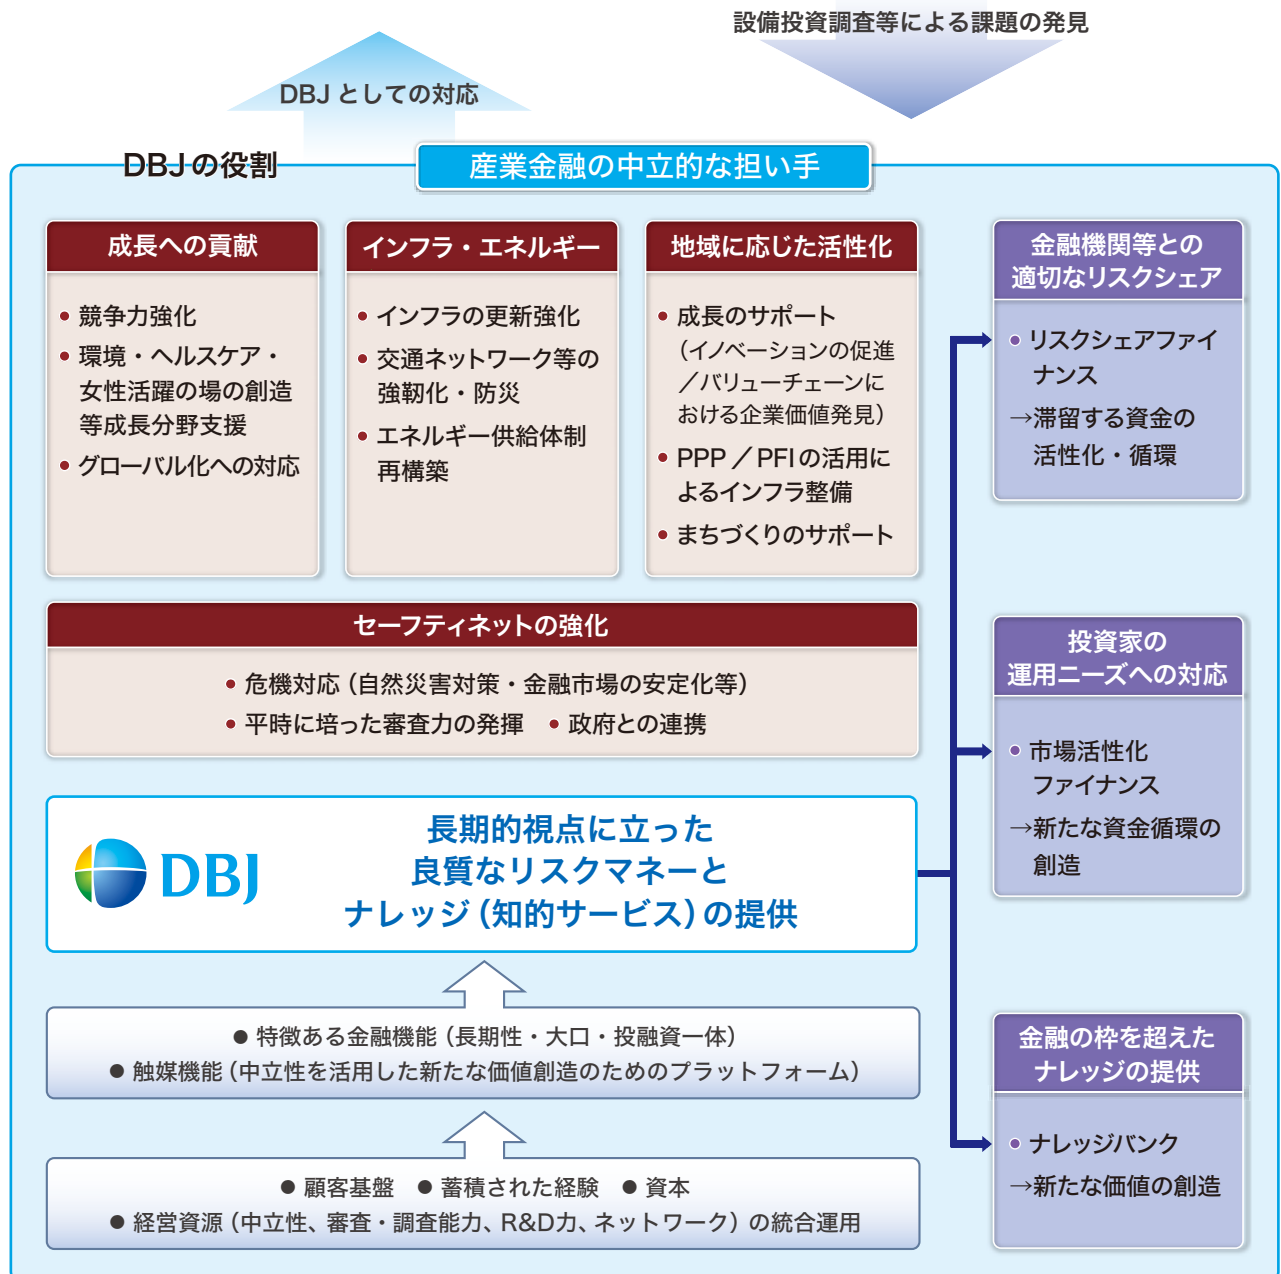 設備投資調査等による課題の発見
DBJ としての対応
DBJの役割
産業金融の中立的な担い手
成長への貢献
• 競争力強化
• 環境・ヘルスケア・
女性活躍の場の創造
等成長分野支援
• グローバル化への対応
インフラ・エネルギー
• インフラの更新強化
• 交通ネットワーク等の
強靭化・防災
• エネルギー供給体制
再構築
地域に応じた活性化
• 成長のサポート
（イノベーションの促進
／バリューチェーンに
おける企業価値発見）
• PPP／PFIの活用に
よるインフラ整備
• まちづくりのサポート
セーフティネットの強化
• 危機対応（自然災害対策・金融市場の安定化等）
• 平時に培った審査力の発揮 • 政府との連携
DBJ
長期的視点に立った
良質なリスクマネーと
ナレッジ（知的サービス）の提供
● 特徴ある金融機能（長期性・大口・投融資一体）
● 触媒機能（中立性を活用した新たな価値創造のためのプラットフォーム）
● 顧客基盤 ● 蓄積された経験 ● 資本
● 経営資源（中立性、審査・調査能力、R&D力、ネットワーク）の統合運用
金融機関等との
適切なリスクシェア
• リスクシェアファイ
ナンス
→滞留する資金の
活性化・循環
投資家の
運用ニーズへの対応
• 市場活性化
ファイナンス
→新たな資金循環の
創造
金融の枠を超えた
ナレッジの提供
• ナレッジバンク
→新たな価値の創造